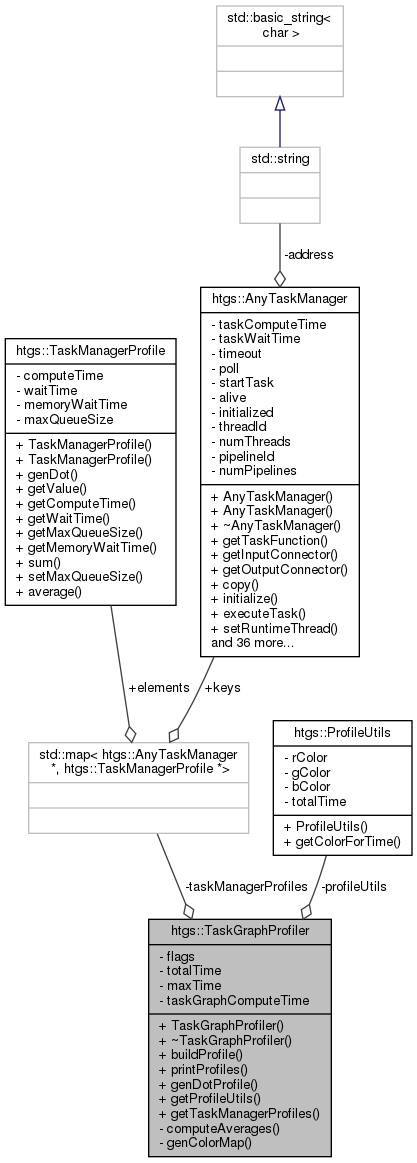 std::basic_string<
char >
std::string
-address
htgs::AnyTaskManager
- taskComputeTime
- taskWaitTime
- timeout
- poll
- startTask
- alive
- initialized
- threadId
- numThreads
- pipelineId
- numPipelines
+ AnyTaskManager()
+ AnyTaskManager()
+ ~AnyTaskManager()
+ getTaskFunction()
+ getInputConnector()
+ getOutputConnector()
+ copy()
+ initialize()
+ executeTask()
+ setRuntimeThread()
and 36 more...
htgs::TaskManagerProfile
- computeTime
- waitTime
- memoryWaitTime
- maxQueueSize
+ TaskManagerProfile()
+ TaskManagerProfile()
+ genDot()
+ getValue()
+ getComputeTime()
+ getWaitTime()
+ getMaxQueueSize()
+ getMemoryWaitTime()
+ sum()
+ setMaxQueueSize()
+ average()
+elements
+keys
std::map< htgs::AnyTaskManager
*, htgs::TaskManagerProfile *>
htgs::ProfileUtils
- rColor
- gColor
- bColor
- totalTime
+ ProfileUtils()
+ getColorForTime()
-taskManagerProfiles
-profileUtils
htgs::TaskGraphProfiler
- flags
- totalTime
- maxTime
- taskGraphComputeTime
+ TaskGraphProfiler()
+ ~TaskGraphProfiler()
+ buildProfile()
+ printProfiles()
+ genDotProfile()
+ getProfileUtils()
+ getTaskManagerProfiles()
- computeAverages()
- genColorMap()